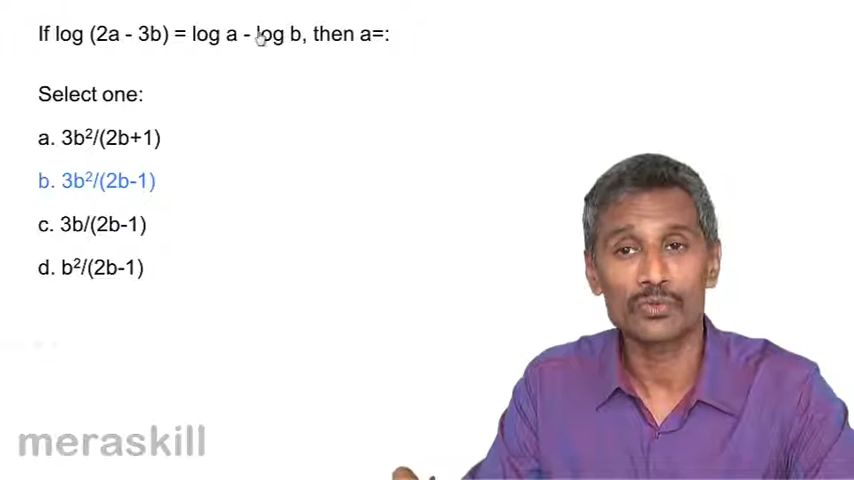 If log (2a - 3b) = log a - log b, then a=:
Select one:
a. 3b²/(2b+1)
b. 3b²/(2b-1)
c. 3b/(2b-1)
d. b²/(2b-1)
meraskill